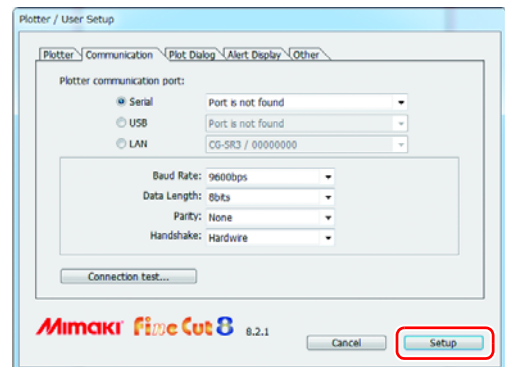 Plotter / User Setup
Plotter Communication Plot Dialog Alert Display Other
Plotter communication port:
Serial Port is not found
USB Port is not found
LAN CG-SR3 / 00000000
Baud Rate: 9600bps
Data Length: 8bits
Parity: None
Handshake: Hardwire
Connection test...
Mimaki Fine Cut 8 8.2.1
Cancel Setup